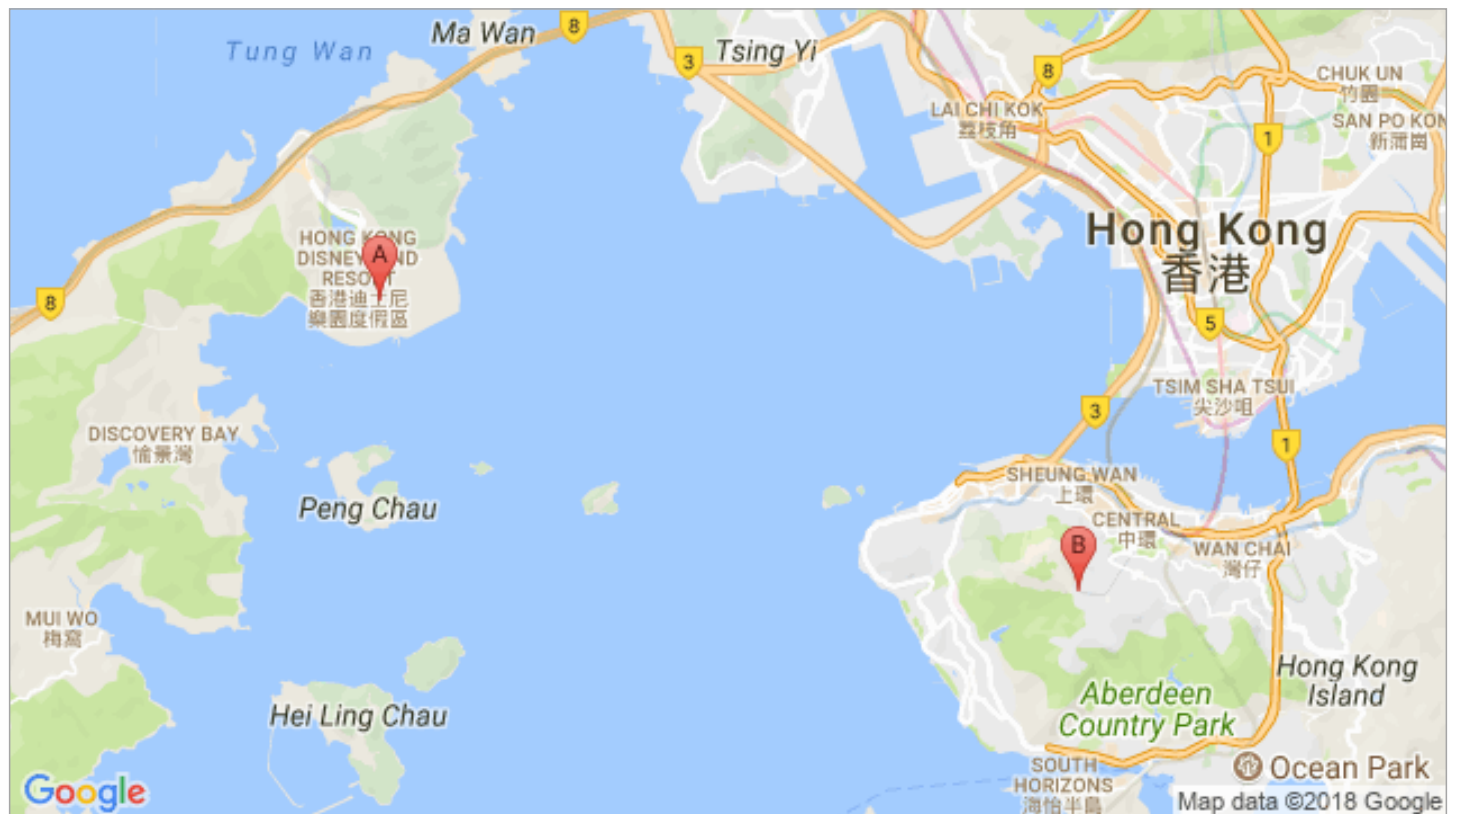 Tung Wan
Ma Wan
8
3
Tsing Yi
8
CHUK UN
竹園
LAI CHI KOK
荔枝角
1
SAN PO KON
新蒲崗
HONG KONG
DISNEYLAND
RESORT
香港迪士尼
樂園度假區
A
Hong Kong
香港
8
5
TSIM SHA TSUI
尖沙咀
3
1
DISCOVERY BAY
愉景灣
Peng Chau
SHEUNG WAN
上環
CENTRAL
中環
WAN CHAI
灣仔
B
MUI WO
梅窩
Hong Kong
Island
Aberdeen
Country Park
Hei Ling Chau
SOUTH
HORIZONS
海怡半島
Ocean Park
Google
Map data ©2018 Google